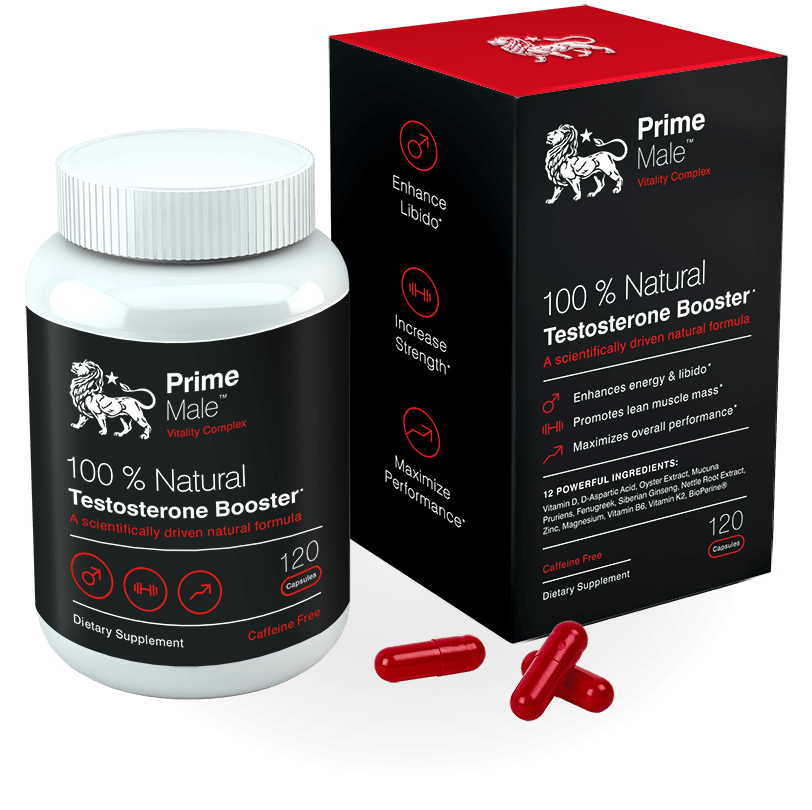 Prime
Male™
Vitality Complex
100 % Natural
Testosterone Booster*
A scientifically driven natural formula
120
Capsules
Dietary Supplement
Caffeine Free
Enhance
Libido*
Increase
Strength*
Maximize
Performance*
Prime
Male™
Vitality Complex
100 % Natural
Testosterone Booster*
A scientifically driven natural formula
Enhances energy & libido*
Promotes lean muscle mass*
Maximizes overall performance*
12 POWERFUL INGREDIENTS:
Vitamin D, D-Aspartic Acid, Oyster Extract, Mucuna
Pruriens, Fenugreek, Siberian Ginseng, Nettle Root Extract,
Zinc, Magnesium, Vitamin B6, Vitamin K2, BioPerine®
120
Capsules
Caffeine Free
Dietary Supplement